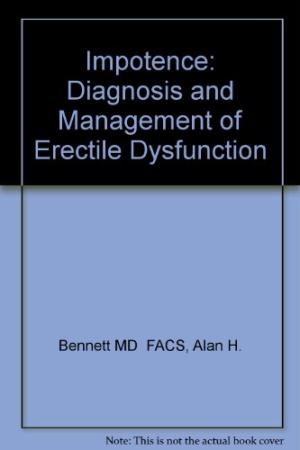 Impotence:
Diagnosis and
Management of
Erectile Dysfunction
Bennett MD  FACS, Alan H.
Note: This is not the actual book cover